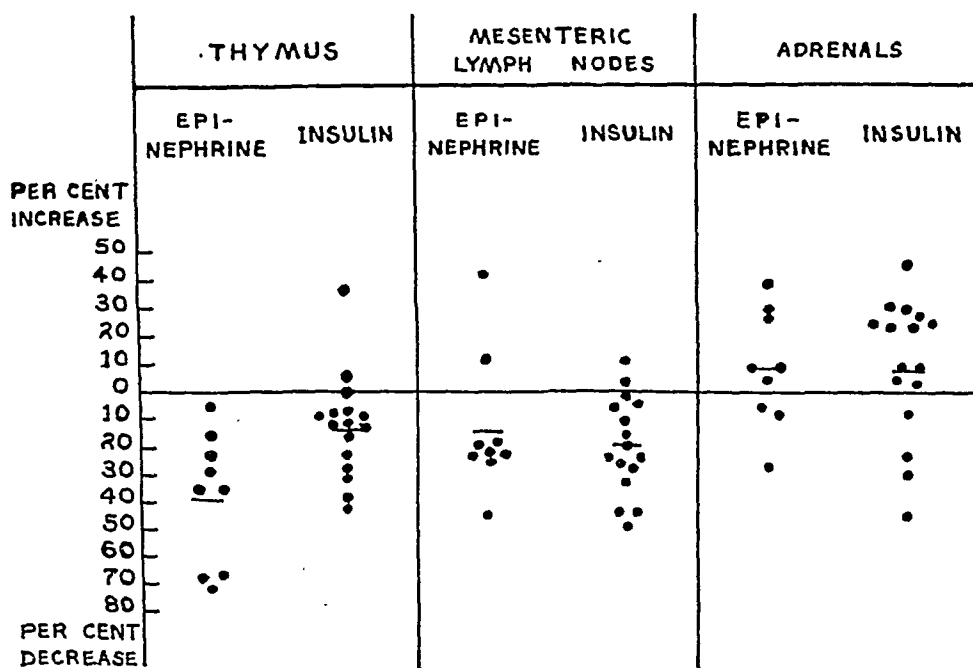 THYMUS
MESENTERIC
LYMPH NODES
ADRENALS
EPI-
NEPHRINE
INSULIN
EPI-
NEPHRINE
INSULIN
EPI-
NEPHRINE
INSULIN
PER CENT
INCREASE
50
40
30
20
10
0
10
20
30
40
50
60
70
80
PER CENT
DECREASE